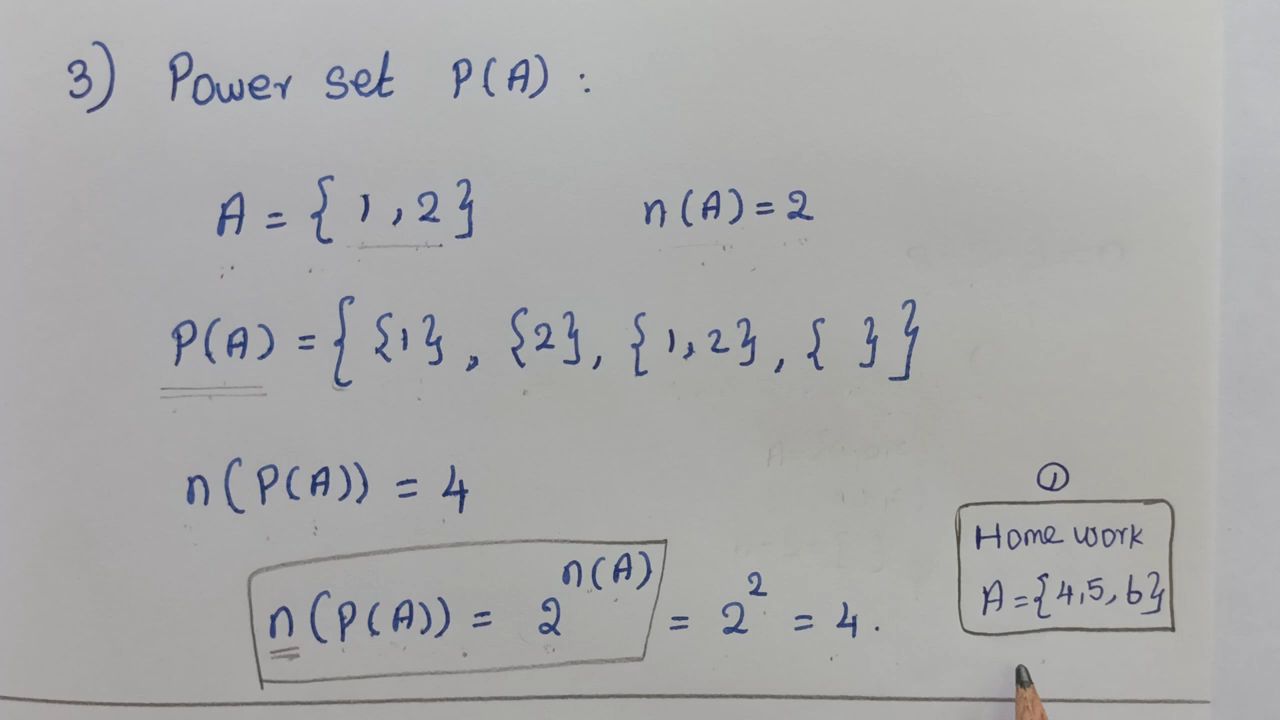 3) Power set P(A) :
A = { 1 , 2 } n(A) = 2
P(A) = { {1} , {2} , { 1, 2 } , { } }
n(P(A)) = 4
n(P(A)) = 2^n(A) = 2^2 = 4 .
①
Home work
A = {4,5,6}